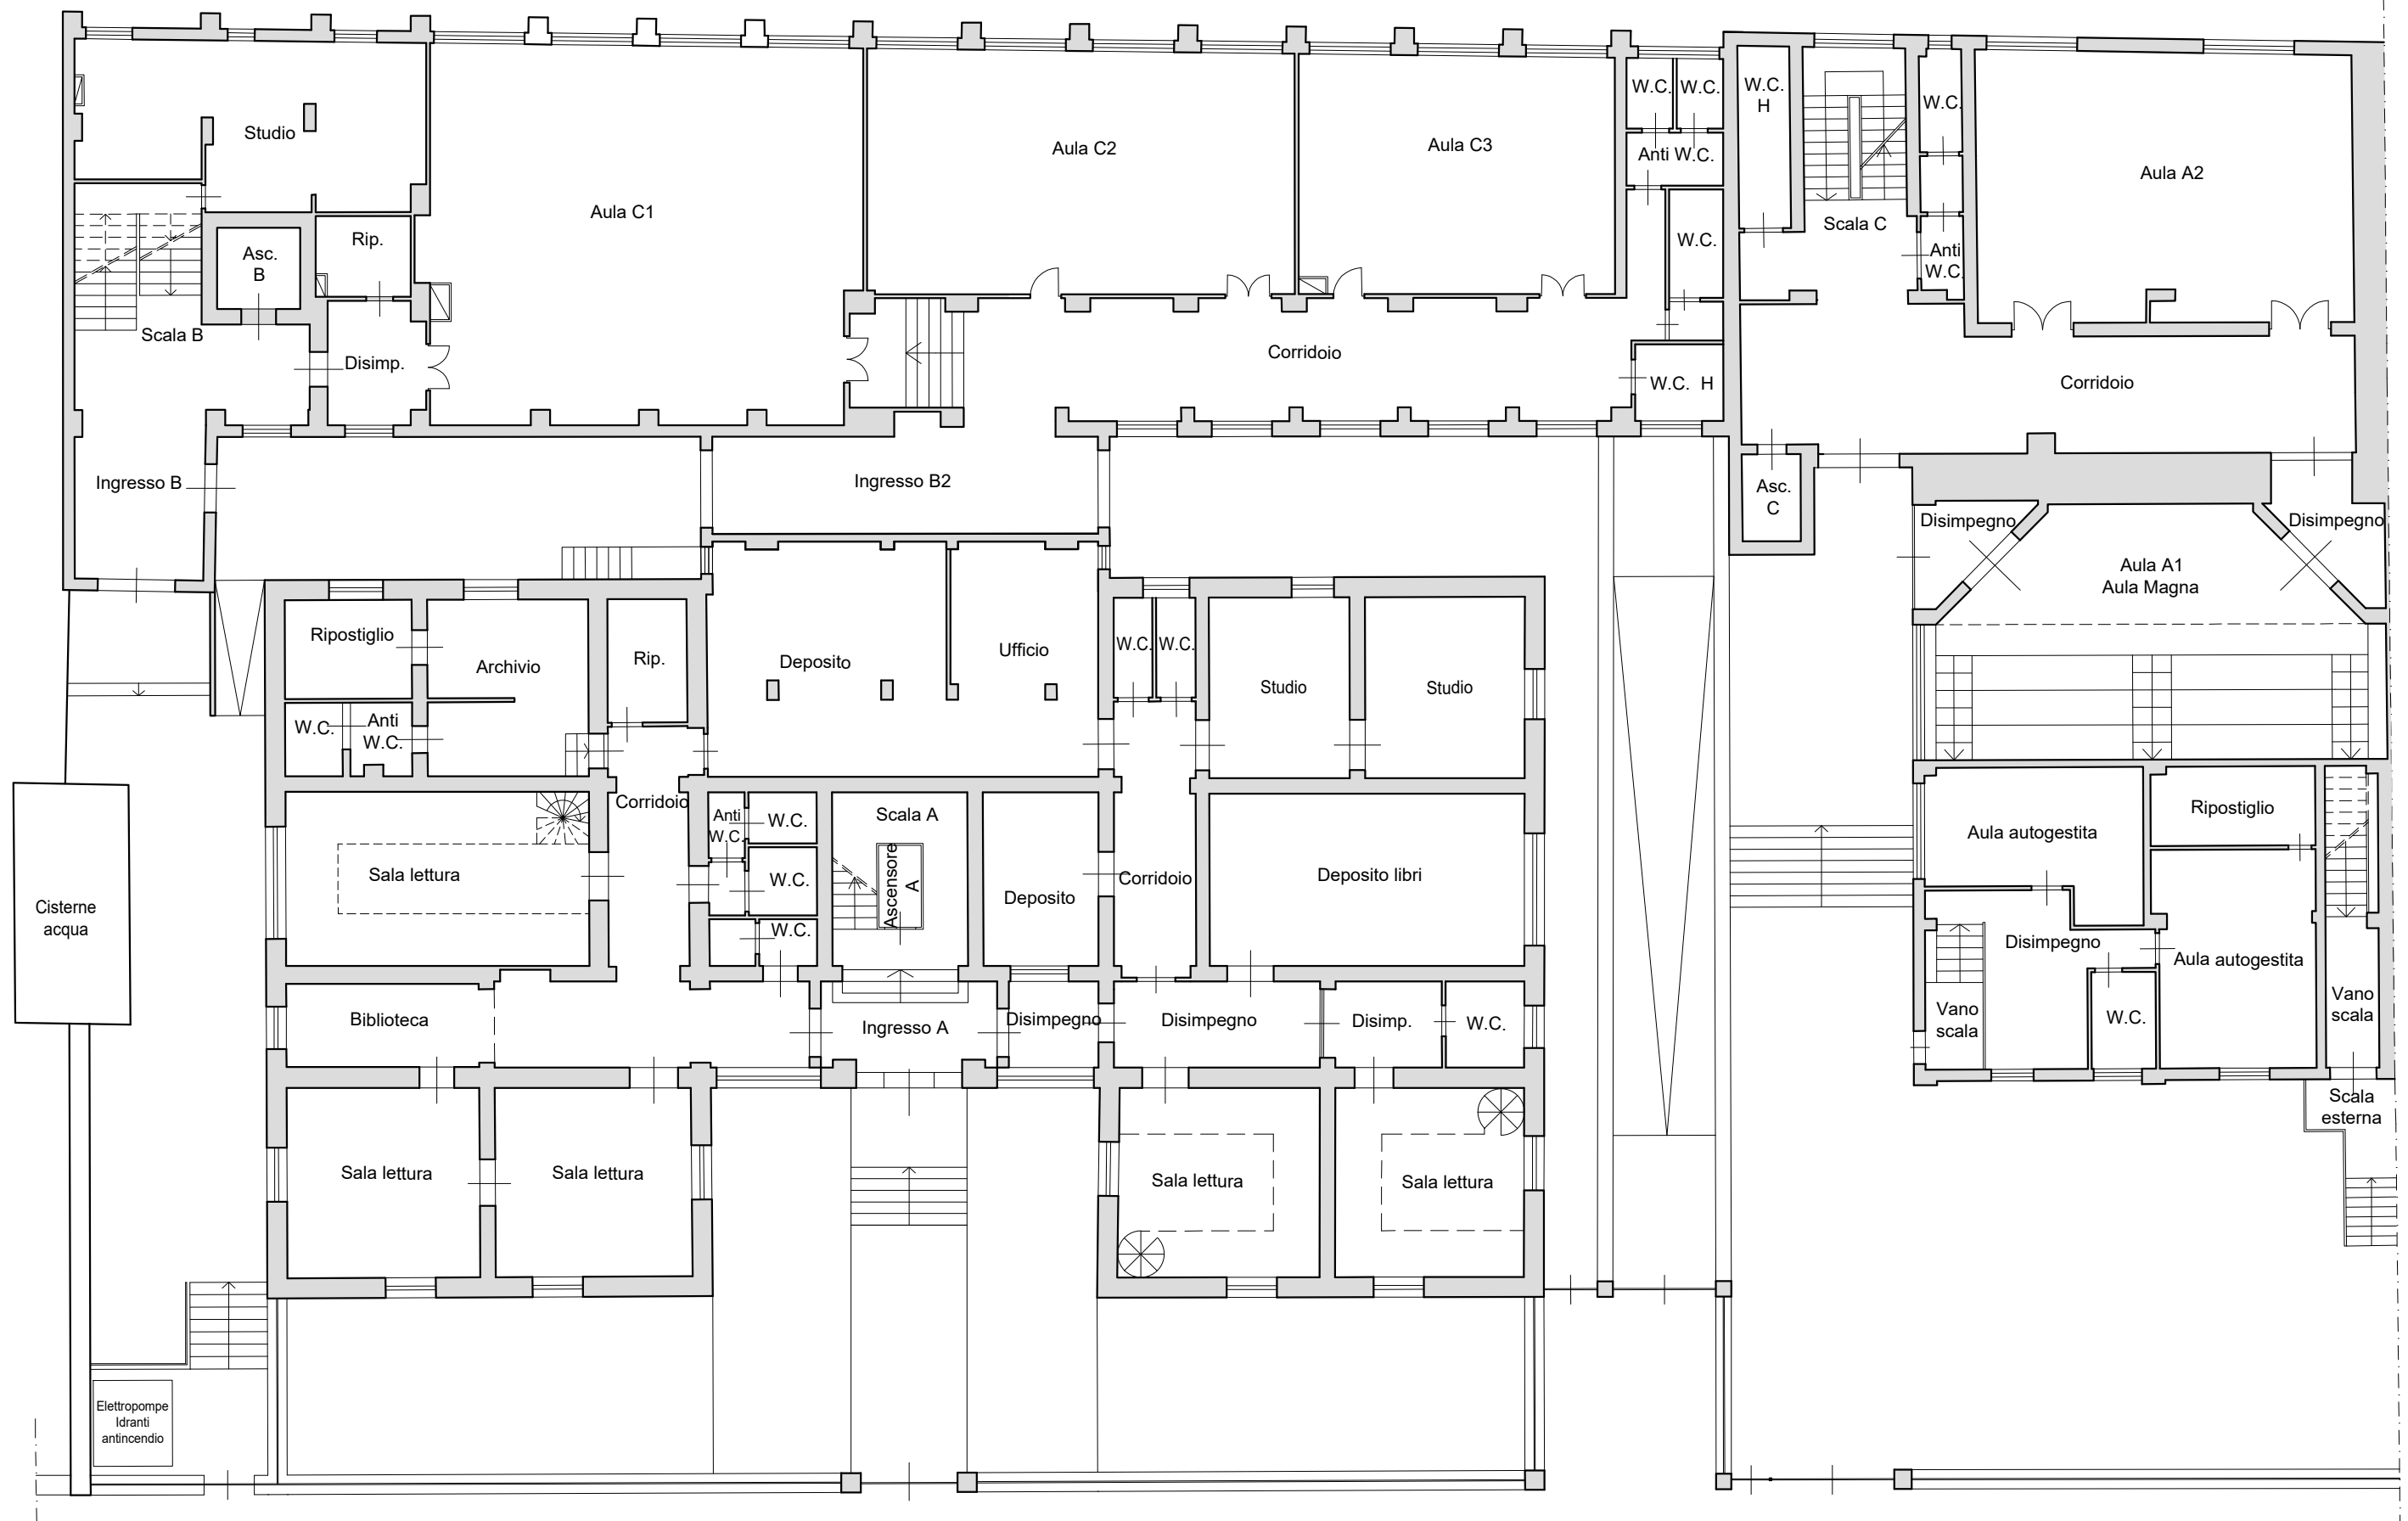 W.C.
W.C.
W.C.
H
W.C.
Studio
Aula C2
Aula C3
Anti W.C.
Aula A2
Aula C1
Scala C
Rip.
W.C.
Asc.
B
Anti
W.C.
Scala B
Disimp.
Corridoio
W.C. H
Corridoio
Ingresso B
Ingresso B2
Asc.
C
Disimpegno
Disimpegno
Aula A1
Aula Magna
Ripostiglio
Archivio
Rip.
Deposito
Ufficio
W.C.
W.C.
Studio
Studio
W.C.
Anti
W.C.
Corridoio
Anti
W.C.
W.C.
Scala A
Ascensore
A
Sala lettura
W.C.
Deposito
Corridoio
Deposito libri
Aula autogestita
Ripostiglio
Cisterne
acqua
W.C.
Disimpegno
Aula autogestita
Biblioteca
Ingresso A
Disimpegno
Disimpegno
Disimp.
W.C.
Vano
scala
W.C.
Vano
scala
Scala
esterna
Sala lettura
Sala lettura
Sala lettura
Sala lettura
Elettropompe
Idranti
antincendio